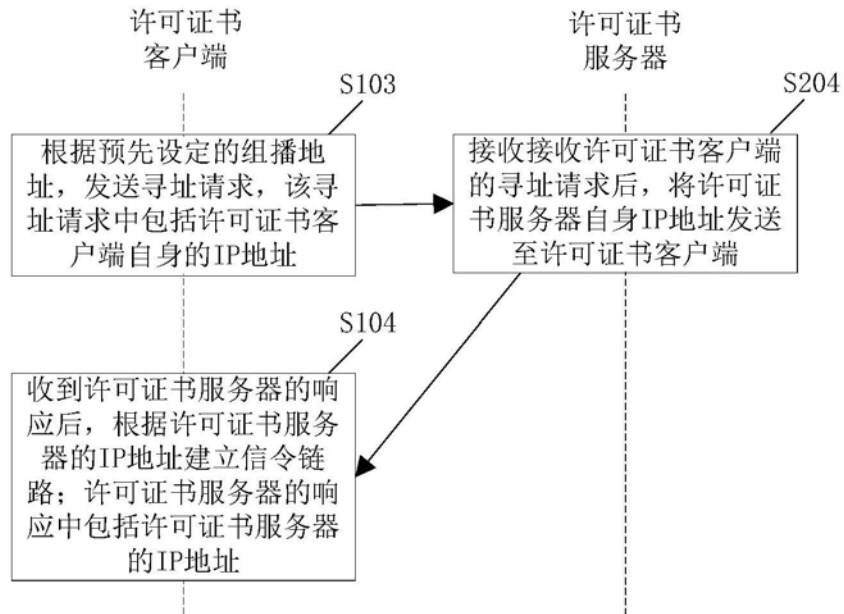 许可证书
客户端
许可证书
服务器
S103
根据预先设定的组播地
址，发送寻址请求，该寻
址请求中包括许可证书客
户端自身的IP地址
S204
接收接收许可证书客户端
的寻址请求后，将许可证
书服务器自身IP地址发送
至许可证书客户端
S104
收到许可证书服务器的响
应后，根据许可证书服务
器的IP地址建立信令链
路；许可证书服务器的响
应中包括许可证书服务器
的IP地址